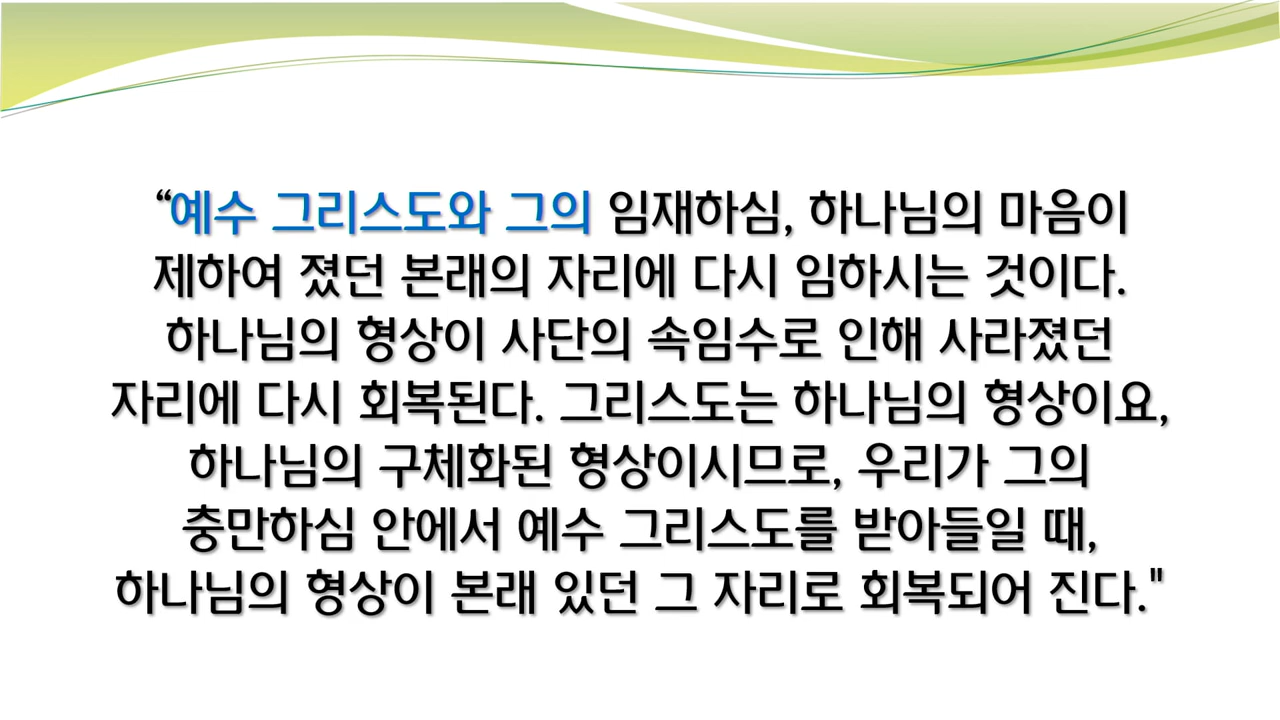 “예수 그리스도와 그의 임재하심, 하나님의 마음이
제하여 졌던 본래의 자리에 다시 임하시는 것이다.
하나님의 형상이 사단의 속임수로 인해 사라졌던
자리에 다시 회복된다. 그리스도는 하나님의 형상이요,
하나님의 구체화된 형상이시므로, 우리가 그의
충만하심 안에서 예수 그리스도를 받아들일 때,
하나님의 형상이 본래 있던 그 자리로 회복되어 진다."